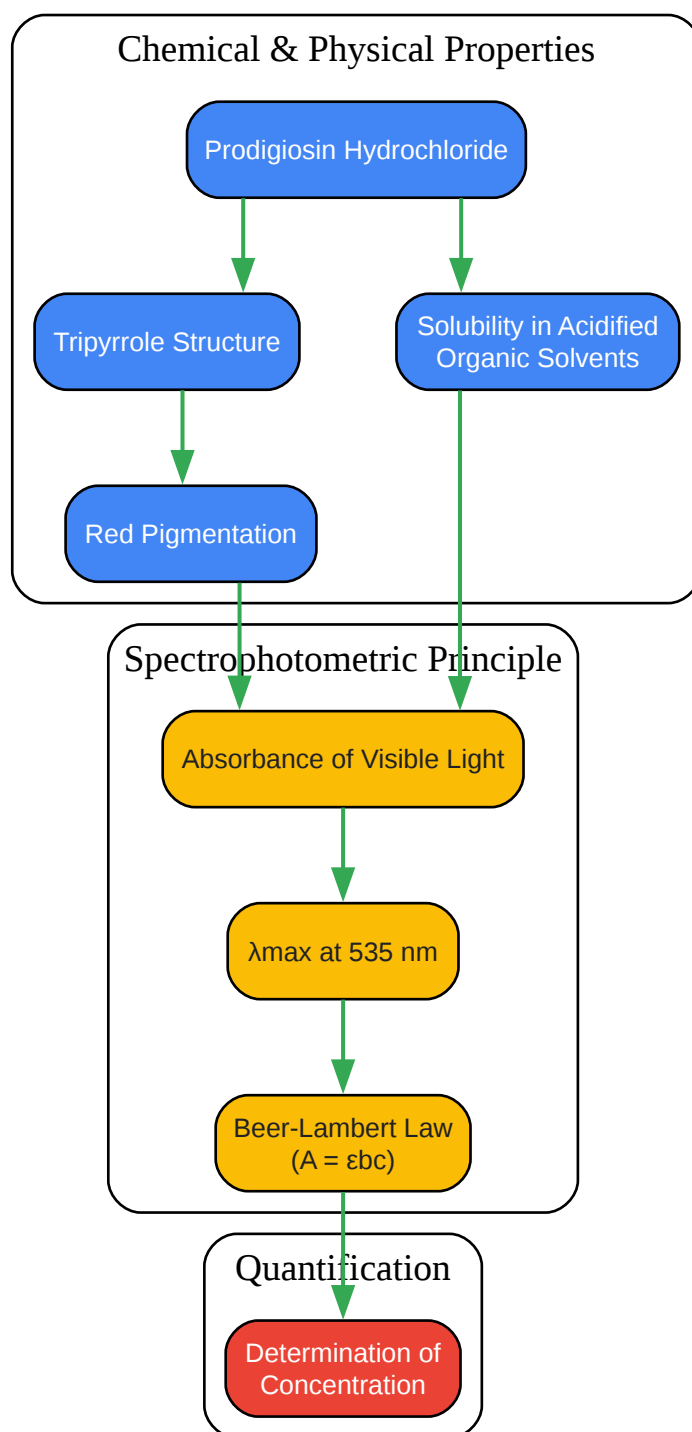 Chemical & Physical Properties
Prodigiosin Hydrochloride
Tripyrrole Structure
Solubility in Acidified
Organic Solvents
Red Pigmentation
Spectrophotometric Principle
Absorbance of Visible Light
λmax at 535 nm
Beer-Lambert Law
(A = εbc)
Quantification
Determination of
Concentration